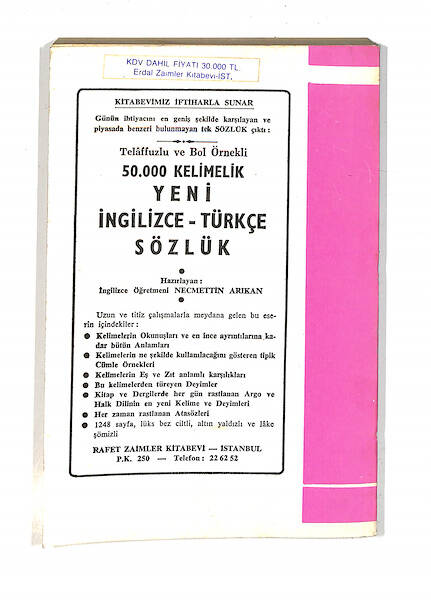 KDV DAHİL FİYATI 30.000 TL.
Erdal Zaimler Kitabevi-İST.
KİTABEVİMİZ İFTİHARLA SUNAR
Günün ihtiyacını en geniş şekilde karşılayan ve
piyasada benzeri bulunmayan tek SÖZLÜK çıktı :
Telâffuzlu ve Bol Örnekli
50.000 KELİMELİK
YENİ
İNGİLİZCE - TÜRKÇE
SÖZLÜK
Hazırlayan :
İngilizce Öğretmeni NECMETTİN ARIKAN
Uzun ve titiz çalışmalarla meydana gelen bu ese-
rin içindekiler :
● Kelimelerin Okunuşları ve en ince ayrıntılarına ka-
dar bütün Anlamları
● Kelimelerin ne şekilde kullanılacağını gösteren tipik
Cümle Örnekleri
● Kelimelerin Eş ve Zıt anlamlı karşılıkları
● Bu kelimelerden türeyen Deyimler
● Kitap ve Dergilerde her gün rastlanan Argo ve
Halk Dilinin en yeni Kelime ve Deyimleri
● Her zaman rastlanan Atasözleri
● 1248 sayfa, lüks bez ciltli, altın yaldızlı ve lâke
şömizli
RAFET ZAİMLER KİTABEVİ — İSTANBUL
P.K. 250 — Telefon : 22 62 52